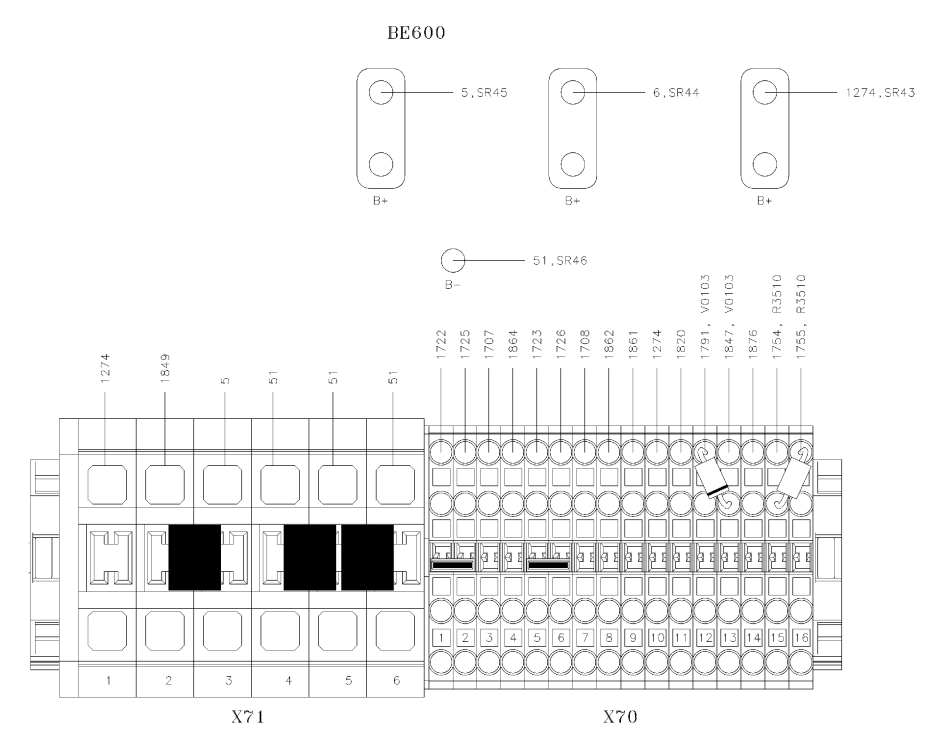 BE600
5,SR45
6,SR44
1274,SR43
B+
B+
B+
51,SR46
B-
1274
1849
5
51
51
51
1722
1725
1707
1864
1723
1726
1708
1862
1861
1274
1820
1791, V0103
1847, V0103
1876
1754, R3510
1755, R3510
1 2 3 4 5 6 7 8 9 10 11 12 13 14 15 16
1 2 3 4 5 6
X71
X70